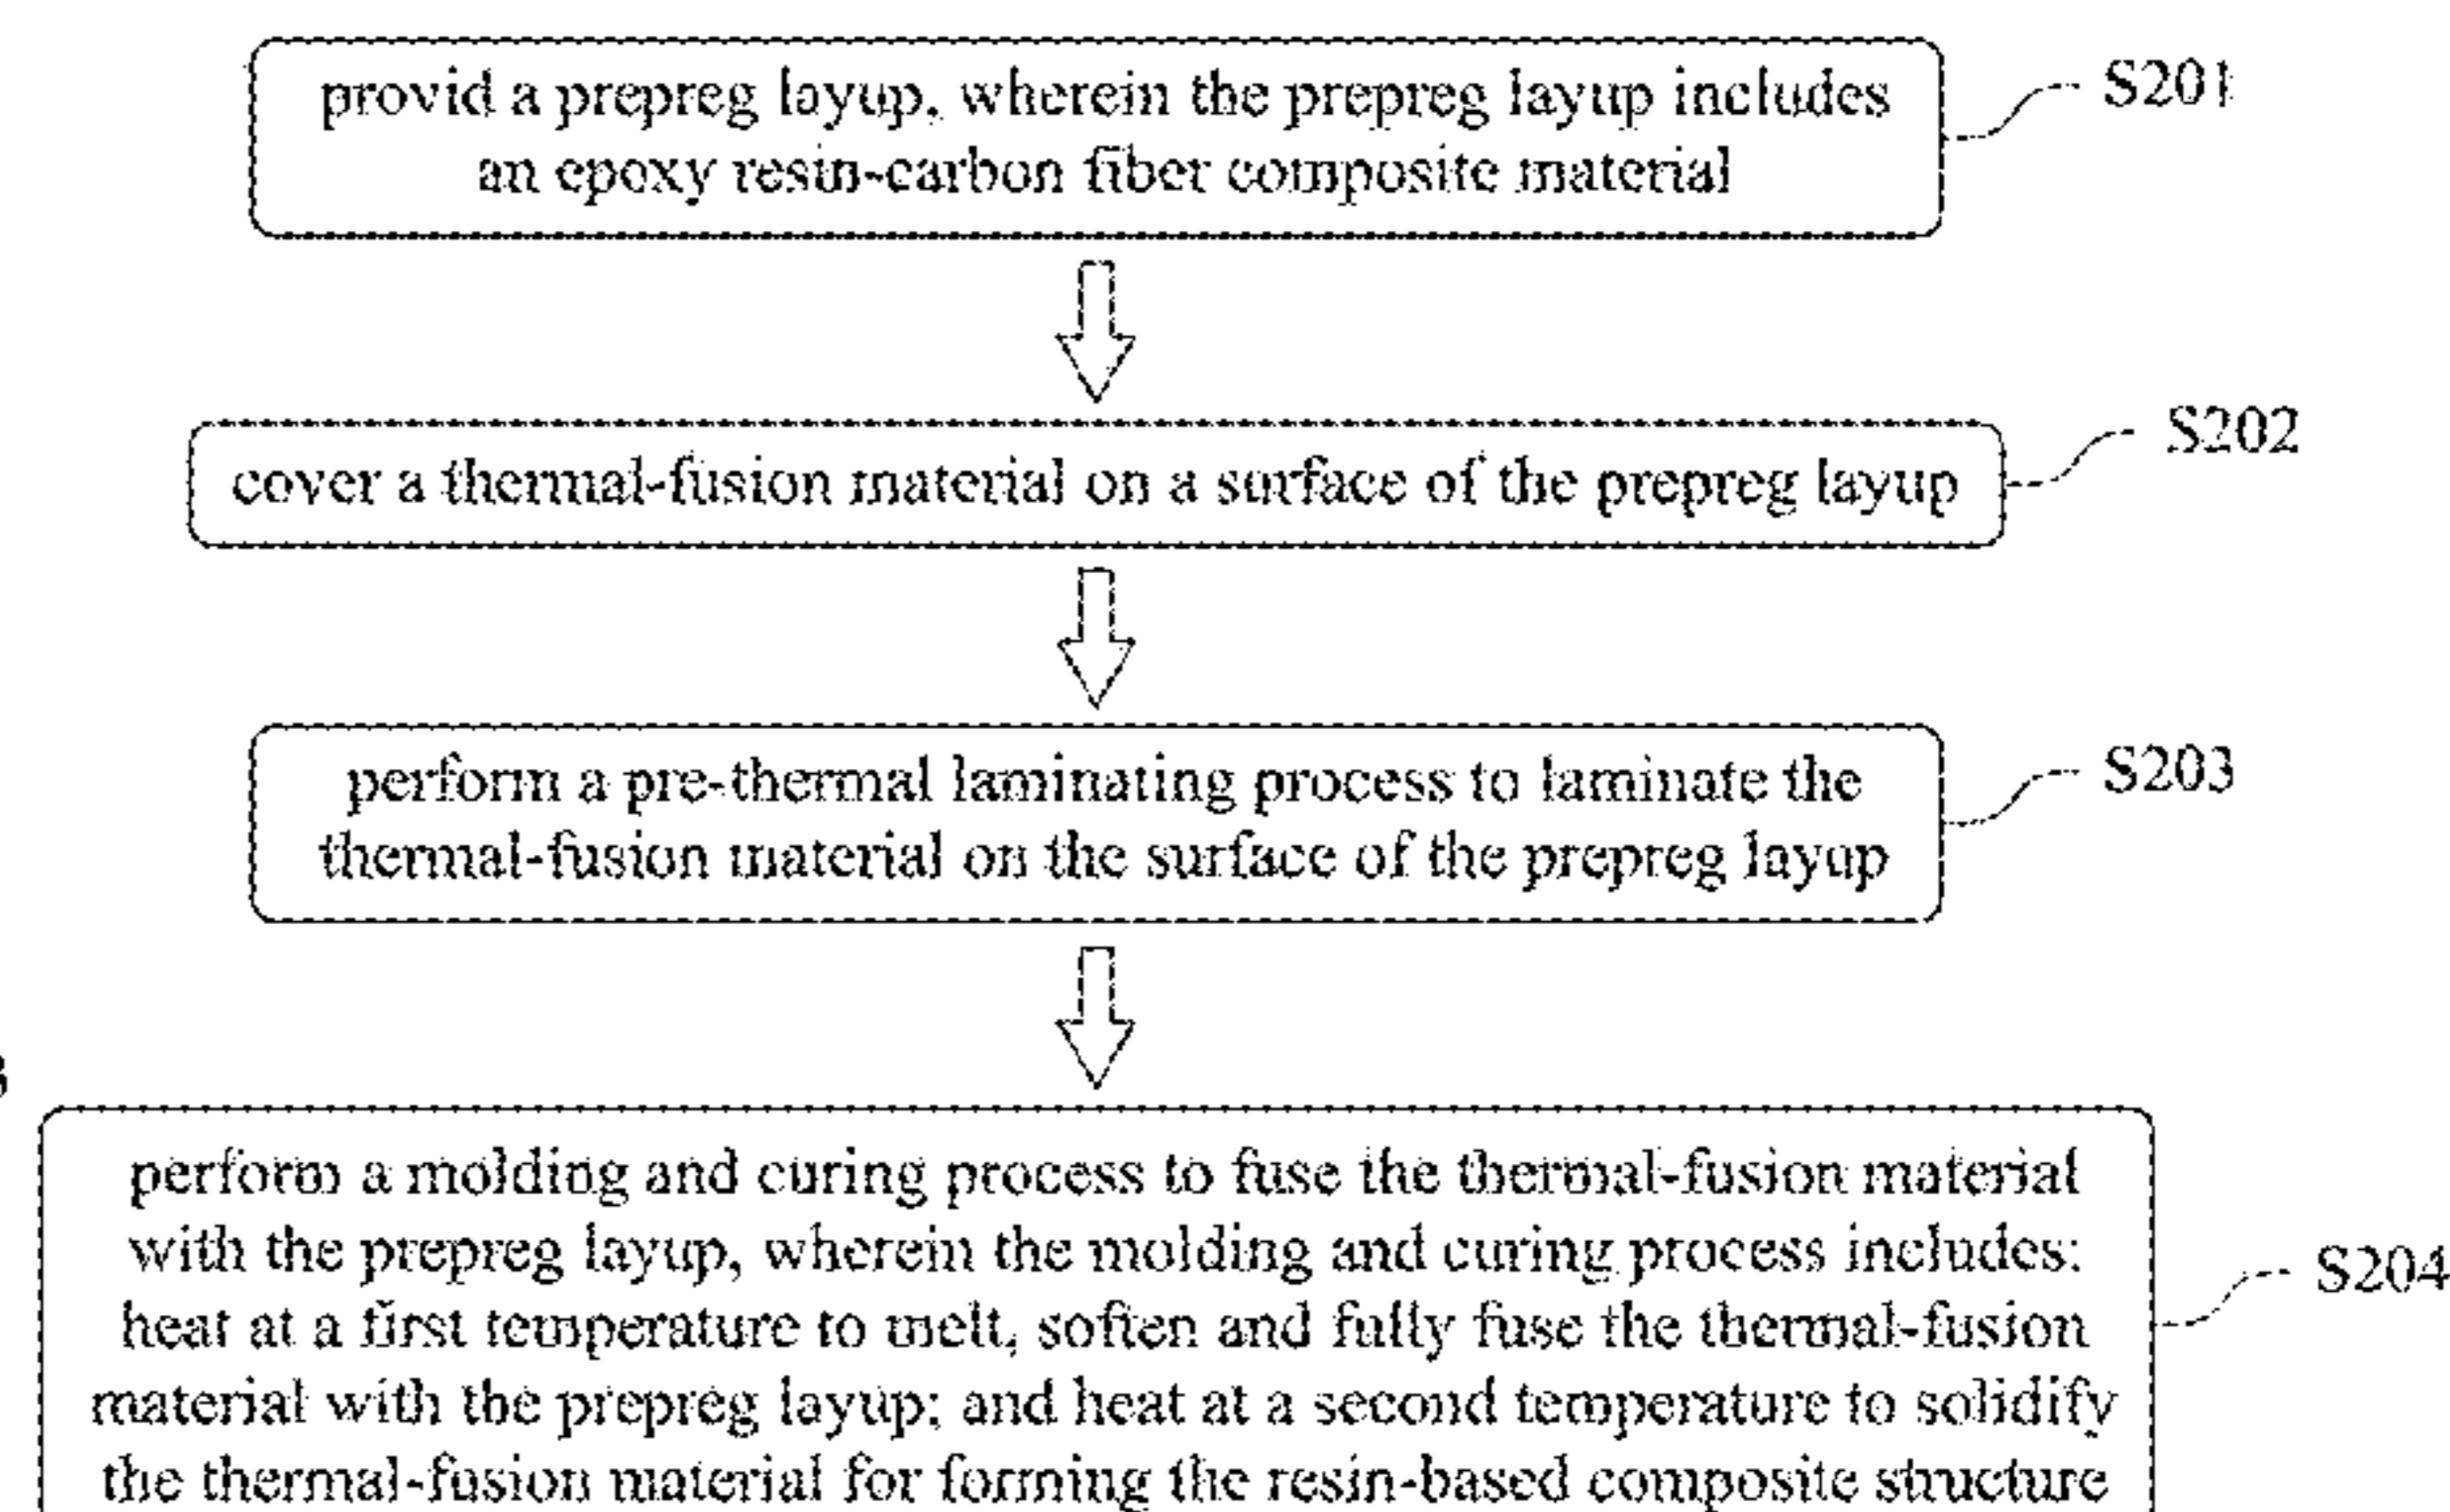 provid a prepreg layup, wherein the prepreg layup includes
an epoxy resin-carbon fiber composite material
S201
cover a thermal-fusion material on a surface of the prepreg layup
S202
perform a pre-thermal laminating process to laminate the
thermal-fusion material on the surface of the prepreg layup
S203
perform a molding and curing process to fuse the thermal-fusion material
with the prepreg layup, wherein the molding and curing process includes:
heat at a first temperature to melt, soften and fully fuse the thermal-fusion
material with the prepreg layup; and heat at a second temperature to solidify
the thermal-fusion material for forming the resin-based composite structure
S204